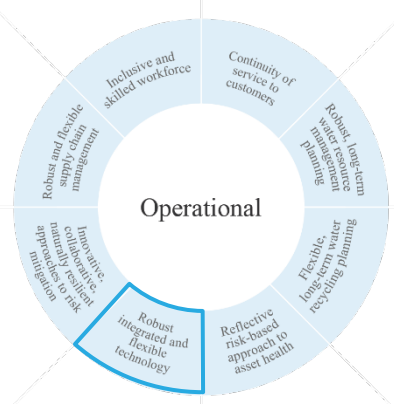 Continuity of
service to
customers
Robust, long-term
water resource
management
planning
Flexible,
long-term water
recycling planning
Reflective
risk-based
approach to
asset health
Robust
integrated and
flexible
technology
Innovative,
collaborative,
naturally resilient
approaches to risk
mitigation
Robust and flexible
supply chain
management
Inclusive and
skilled workforce
Operational